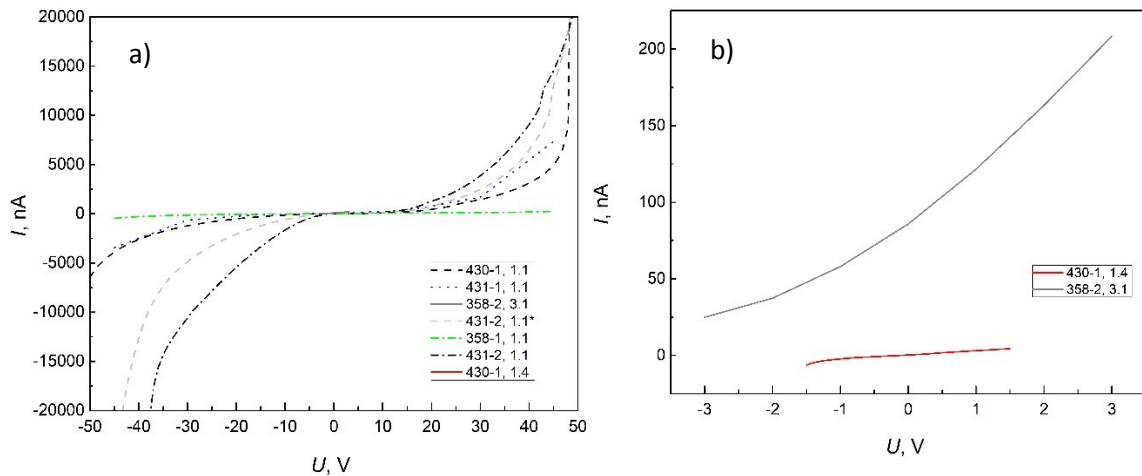 a)
20000
15000
10000
5000
0
-5000
-10000
-15000
-20000
I, nA
-50 -40 -30 -20 -10 0 10 20 30 40 50
U, V
430-1, 1.1
431-1, 1.1
358-2, 3.1
431-2, 1.1*
358-1, 1.1
431-2, 1.1
430-1, 1.4
b)
200
150
100
50
0
I, nA
-3 -2 -1 0 1 2 3
U, V
430-1, 1.4
358-2, 3.1